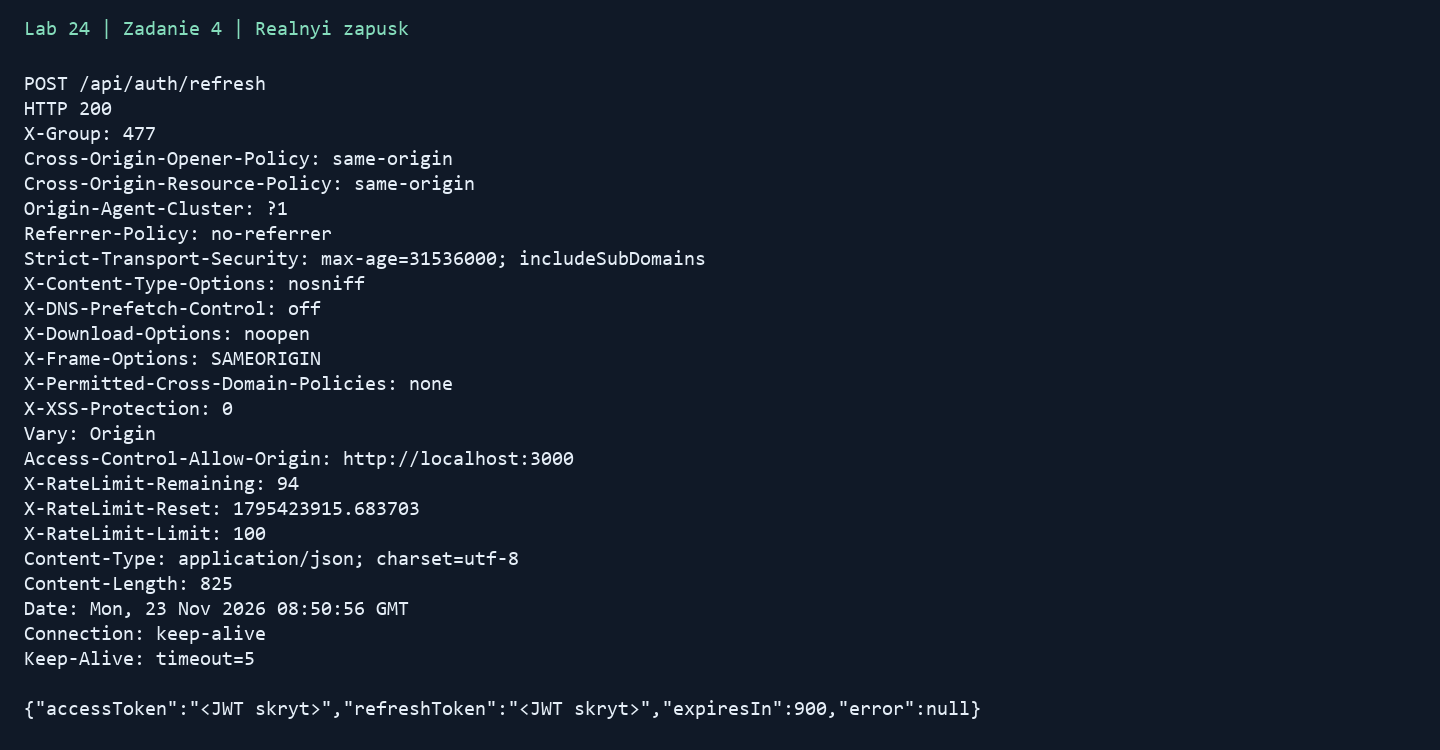 Lab 24 | Zadanie 4 | Realnyi zapusk
POST /api/auth/refresh
HTTP 200
X-Group: 477
Cross-Origin-Opener-Policy: same-origin
Cross-Origin-Resource-Policy: same-origin
Origin-Agent-Cluster: ?1
Referrer-Policy: no-referrer
Strict-Transport-Security: max-age=31536000; includeSubDomains
X-Content-Type-Options: nosniff
X-DNS-Prefetch-Control: off
X-Download-Options: noopen
X-Frame-Options: SAMEORIGIN
X-Permitted-Cross-Domain-Policies: none
X-XSS-Protection: 0
Vary: Origin
Access-Control-Allow-Origin: http://localhost:3000
X-RateLimit-Remaining: 94
X-RateLimit-Reset: 1795423915.683703
X-RateLimit-Limit: 100
Content-Type: application/json; charset=utf-8
Content-Length: 825
Date: Mon, 23 Nov 2026 08:50:56 GMT
Connection: keep-alive
Keep-Alive: timeout=5
{"accessToken":"<JWT skryt>","refreshToken":"<JWT skryt>","expiresIn":900,"error":null}